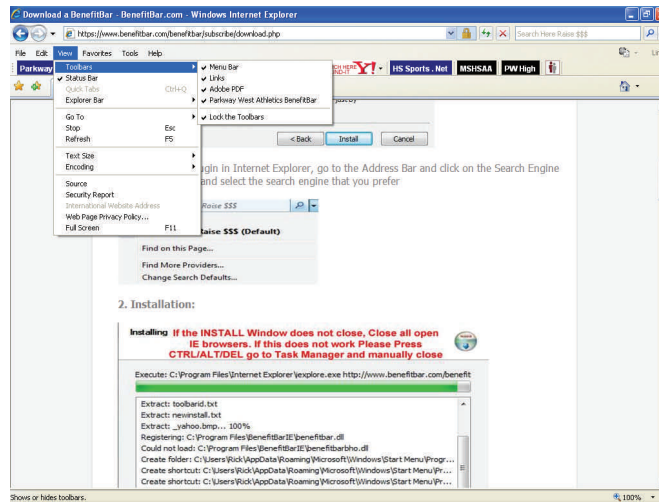 Download a BenefitBar - BenefitBar.com - Windows Internet Explorer
https://www.benefitbar.com/benefitbar/subscribe/download.php
Search Here Raise $$$
File Edit View Favorites Tools Help
Parkway
HS Sports . Net MSHSAA PW High
Toolbars
Menu Bar
Status Bar
Links
Quick Tabs Ctrl+Q
Adobe PDF
Explorer Bar
Parkway West Athletics BenefitBar
Go To
Lock the Toolbars
Stop Esc
Refresh F5
< Back Install Cancel
Text Size
Encoding
in Internet Explorer, go to the Address Bar and click on the Search Engine
and select the search engine that you prefer
Source
Security Report
International Website Address
Raise $$$
Web Page Privacy Policy...
Full Screen F11
Raise $$$ (Default)
Find on this Page...
Find More Providers...
Change Search Defaults...
2. Installation:
Installing If the INSTALL Window does not close, Close all open
IE browsers. If this does not work Please Press
CTRL/ALT/DEL go to Task Manager and manually close
Execute: C:\Program Files\Internet Explorer\iexplore.exe http://www.benefitbar.com/benefit
Extract: toolbarid.txt
Extract: newinstall.txt
Extract: _yahoo.bmp... 100%
Registering: C:\Program Files\BenefitBarIE\benefitbar.dll
Could not load: C:\Program Files\BenefitBarIE\benefitbarbho.dll
Create folder: C:\Users\Rick\AppData\Roaming\Microsoft\Windows\Start Menu\Progr...
Create shortcut: C:\Users\Rick\AppData\Roaming\Microsoft\Windows\Start Menu\Pr...
Create shortcut: C:\Users\Rick\AppData\Roaming\Microsoft\Windows\Start Menu\Pr...
Shows or hides toolbars.
100%